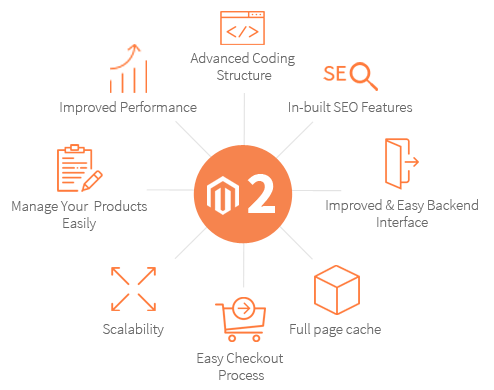 </>
Advanced Coding
Structure
SE
Improved Performance
In-built SEO Features
2
Manage Your Products
Easily
Improved & Easy Backend
Interface
Scalability
Full page cache
Easy Checkout
Process